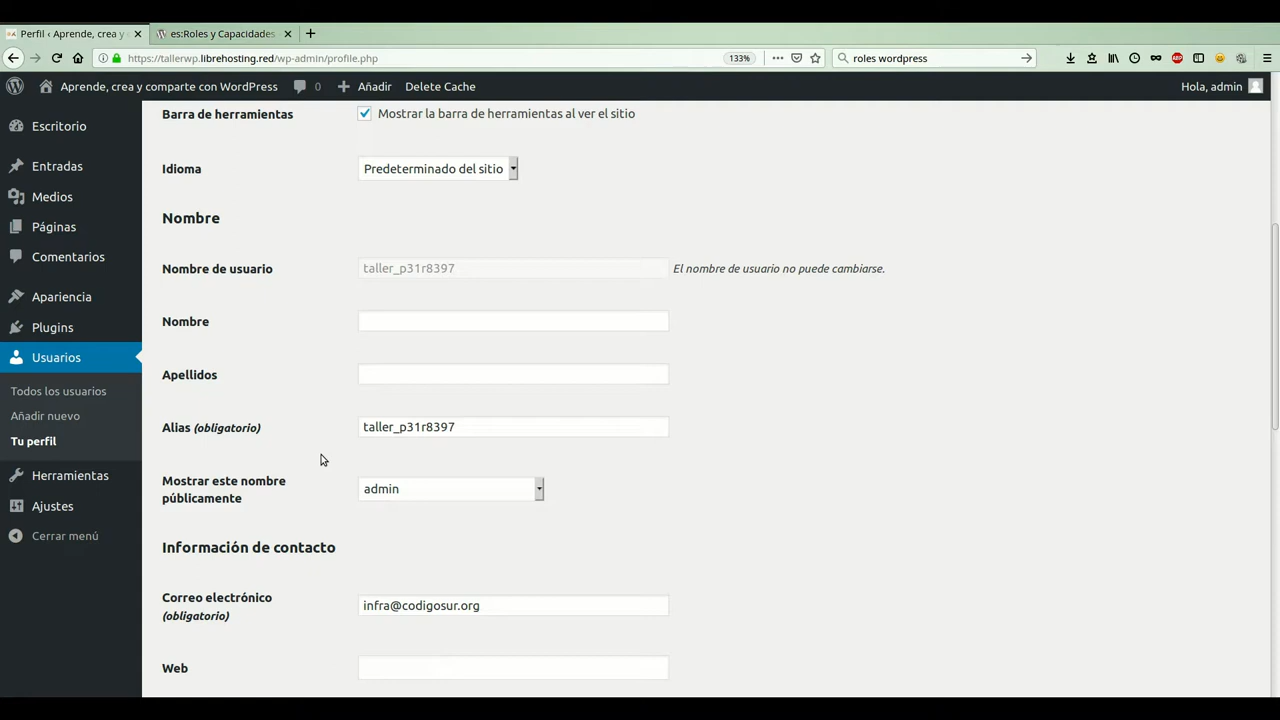 Perfil ‹ Aprende, crea y
es:Roles y Capacidades
https://tallerwp.librehosting.red/wp-admin/profile.php
133%
roles wordpress
Aprende, crea y comparte con WordPress
0
Añadir
Delete Cache
Hola, admin
Escritorio
Entradas
Medios
Páginas
Comentarios
Apariencia
Plugins
Usuarios
Todos los usuarios
Añadir nuevo
Tu perfil
Herramientas
Ajustes
Cerrar menú
Barra de herramientas
Mostrar la barra de herramientas al ver el sitio
Idioma
Predeterminado del sitio
Nombre
Nombre de usuario
taller_p31r8397
El nombre de usuario no puede cambiarse.
Nombre
Apellidos
Alias (obligatorio)
taller_p31r8397
Mostrar este nombre
públicamente
admin
Información de contacto
Correo electrónico
(obligatorio)
infra@codigosur.org
Web